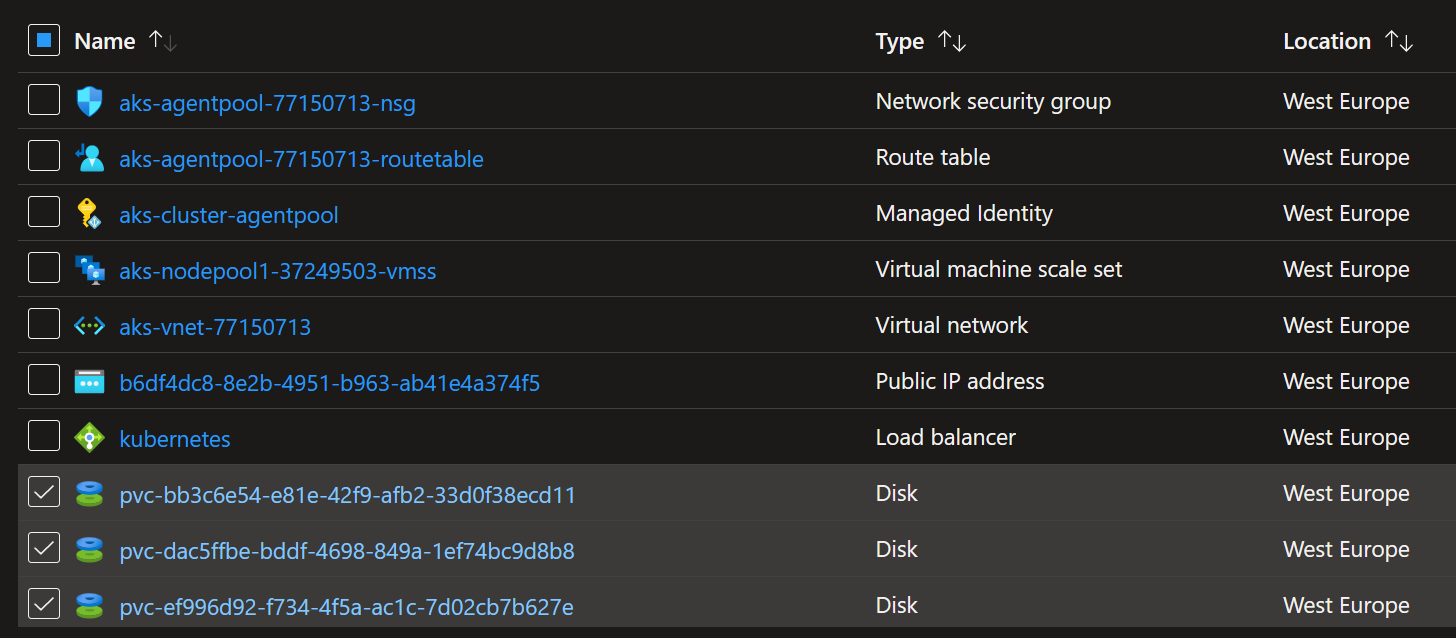 Name Type Location
aks-agentpool-77150713-nsg Network security group West Europe
aks-agentpool-77150713-routetable Route table West Europe
aks-cluster-agentpool Managed Identity West Europe
aks-nodepool1-37249503-vmss Virtual machine scale set West Europe
aks-vnet-77150713 Virtual network West Europe
b6df4dc8-8e2b-4951-b963-ab41e4a374f5 Public IP address West Europe
kubernetes Load balancer West Europe
pvc-bb3c6e54-e81e-42f9-afb2-33d0f38ecd11 Disk West Europe
pvc-dac5ffbe-bddf-4698-849a-1ef74bc9d8b8 Disk West Europe
pvc-ef996d92-f734-4f5a-ac1c-7d02cb7b627e Disk West Europe